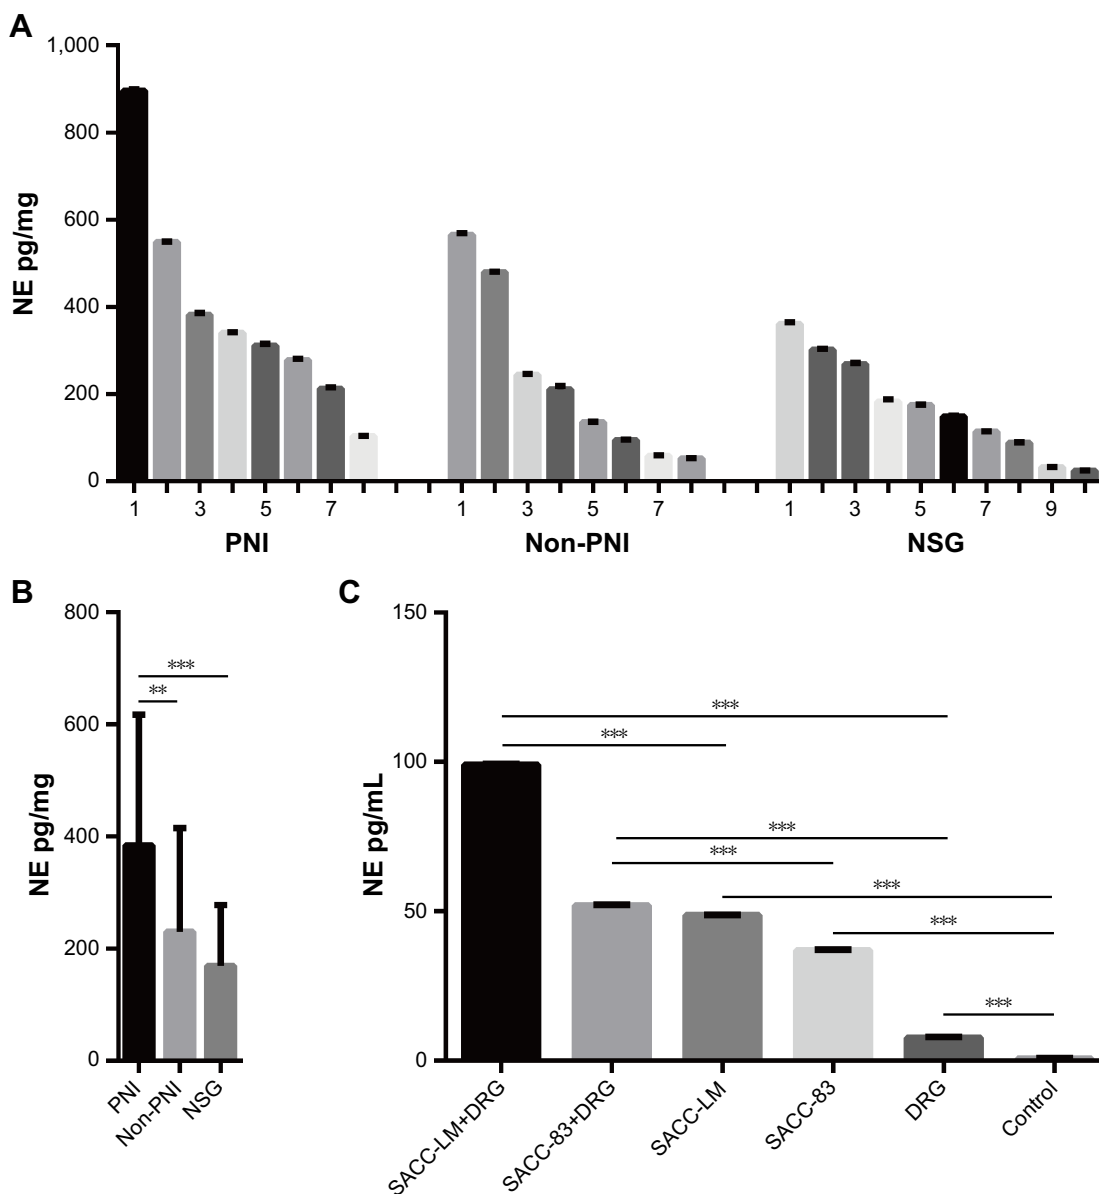 A
1,000
800
600
400
200
0
NE pg/mg
1 3 5 7 1 3 5 7 1 3 5 7 9
PNI Non-PNI NSG
B
800
600
400
200
0
NE pg/mg
***
**
PNI
Non-PNI
NSG
C
150
100
50
0
NE pg/mL
***
***
***
***
***
***
***
SACC-LM+DRG
SACC-83+DRG
SACC-LM
SACC-83
DRG
Control